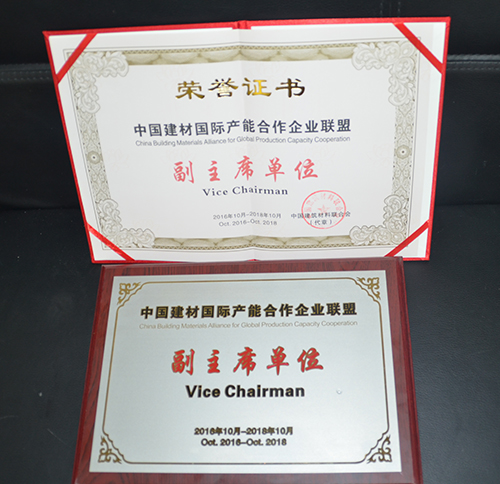 荣誉证书
中国建材国际产能合作企业联盟
China Building Materials Alliance for Global Production Capacity Cooperation
副主席单位
Vice Chairman
2016年10月-2018年10月
Oct. 2016-Oct. 2018
中国建筑材料联合会
(代章)
中国建材国际产能合作企业联盟
China Building Materials Alliance for Global Production Capacity Cooperation
副主席单位
Vice Chairman
2016年10月-2018年10月
Oct. 2016-Oct. 2018